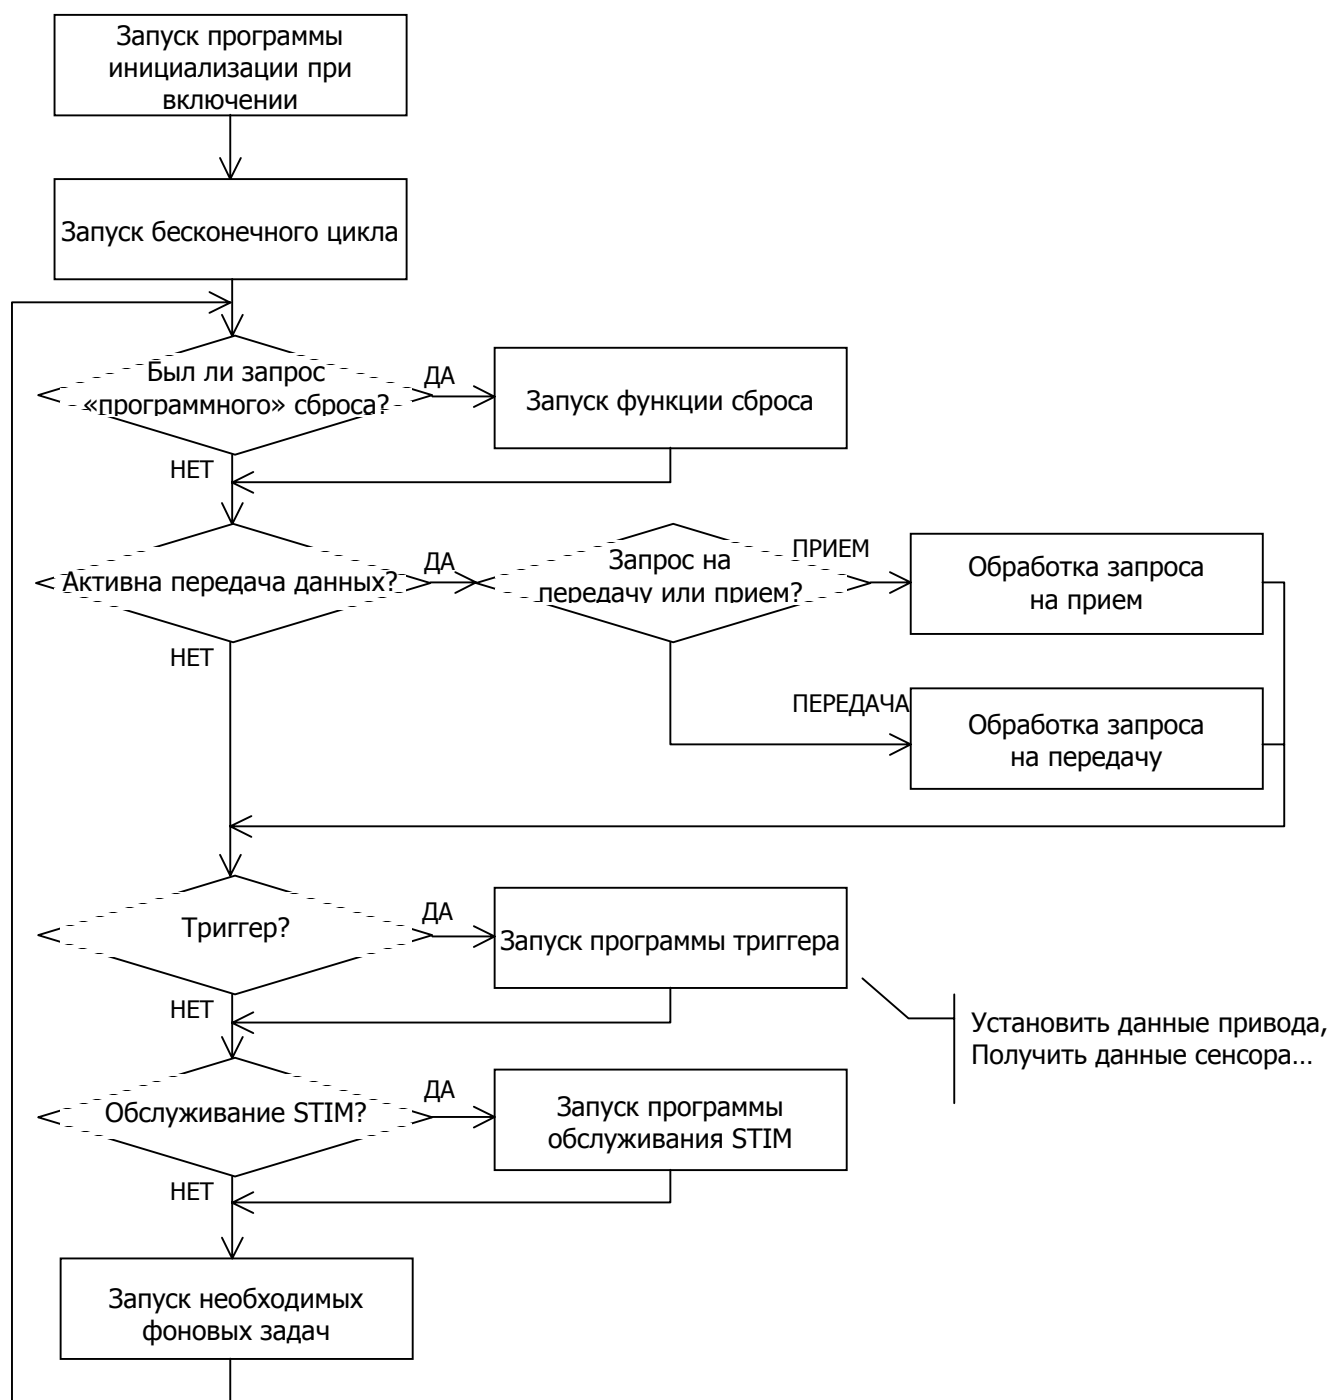 Запуск программы
инициализации при
включении
Запуск бесконечного цикла
Был ли запрос
«программного» сброса?
ДА
Запуск функции сброса
НЕТ
Активна передача данных?
ДА
Запрос на
передачу или прием?
ПРИЕМ
Обработка запроса
на прием
НЕТ
ПЕРЕДАЧА
Обработка запроса
на передачу
Триггер?
ДА
Запуск программы триггера
НЕТ
Установить данные привода,
Получить данные сенсора...
Обслуживание STIM?
ДА
Запуск программы
обслуживания STIM
НЕТ
Запуск необходимых
фоновых задач